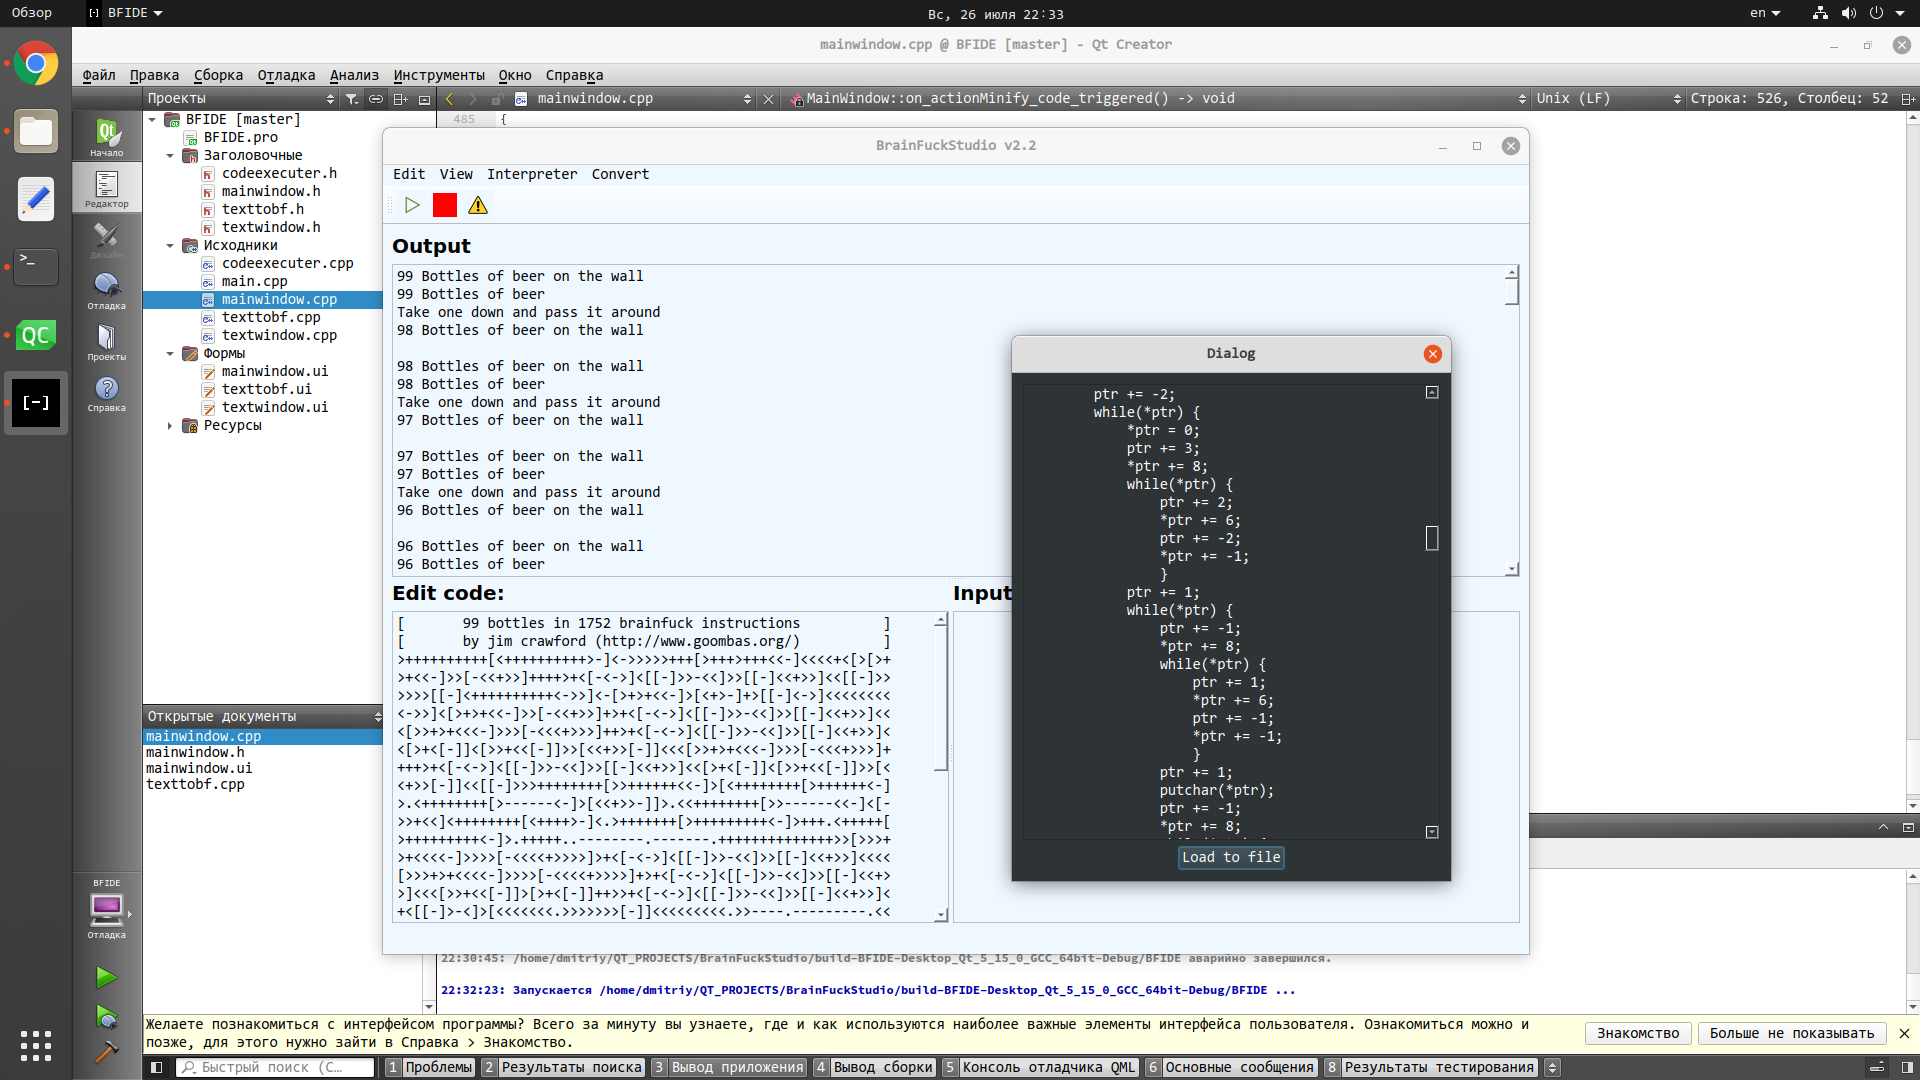 Обзор
BFIDE
Вс, 26 июля 22:33
en
mainwindow.cpp @ BFIDE [master] - Qt Creator
Файл Правка Сборка Отладка Анализ Инструменты Окно Справка
Проекты
mainwindow.cpp
MainWindow::on_actionMinify_code_triggered() -> void
Unix (LF)
Строка: 526, Столбец: 52
Начало
Редактор
Дизайн
Отладка
Проекты
Справка
BFIDE
Отладка
BFIDE [master]
BFIDE.pro
Заголовочные
codeexecuter.h
mainwindow.h
texttobf.h
textwindow.h
Исходники
codeexecuter.cpp
main.cpp
mainwindow.cpp
texttobf.cpp
textwindow.cpp
Формы
mainwindow.ui
texttobf.ui
textwindow.ui
Ресурсы
Открытые документы
mainwindow.cpp
mainwindow.h
mainwindow.ui
texttobf.cpp
485 {
BrainFuckStudio v2.2
Edit View Interpreter Convert
Output
99 Bottles of beer on the wall
99 Bottles of beer
Take one down and pass it around
98 Bottles of beer on the wall
98 Bottles of beer on the wall
98 Bottles of beer
Take one down and pass it around
97 Bottles of beer on the wall
97 Bottles of beer on the wall
97 Bottles of beer
Take one down and pass it around
96 Bottles of beer on the wall
96 Bottles of beer on the wall
96 Bottles of beer
Edit code:
[ 99 bottles in 1752 brainfuck instructions ]
[ by jim crawford (http://www.goombas.org/) ]
>++++++++++[<++++++++++>-]<->>>>>+++[>+++>+++<<-]<<<<+<[>[>+
>+<<-]>>[-<<+>>]++++>+<[-<->]<[[-]>>-<<]>>[[-]<<+>>]<<[[-]>>
>>>>[[-]<++++++++++<->>]<-[>+>+<<-]>[<+>-]+>[[-]<->]<<<<<<<<
<->>]<[>+>+<<-]>>[-<<+>>]+>+<[-<->]<[[-]>>-<<]>>[[-]<<+>>]<<
<[>>+>+<<<-]>>>[-<<<+>>>]++>+<[-<->]<[[-]>>-<<]>>[[-]<<+>>]<
<[>+<[-]]<[>>+<<[-]]>>[<<+>>[-]]<<<[>>+>+<<<-]>>>[-<<<+>>>]+
+++>+<[-<->]<[[-]>>-<<]>>[[-]<<+>>]<<[>+<[-]]<[>>+<<[-]]>>[<
<+>>[-]]<<[[-]>>>++++++++[>>++++++<<-]>[<++++++++[>++++++<-]
>.<++++++++[>------<-]>[<<+>>-]]>.<<++++++++[>>------<<-]<[-
>>+<<]<++++++++[<++++>-]<.>+++++++[>+++++++++<-]>+++.<+++++[
>+++++++++<-]>.+++++..--------.-------.++++++++++++++>>[>>>+
>+<<<<-]>>>>[-<<<<+>>>>]>+<[-<->]<[[-]>>-<<]>>[[-]<<+>>]<<<<
[>>>+>+<<<<-]>>>>[-<<<<+>>>>]+>+<[-<->]<[[-]>>-<<]>>[[-]<<+>
>]<<<[>>+<<[-]]>[>+<[-]]++>>+<[-<->]<[[-]>>-<<]>>[[-]<<+>>]<
+<[[-]>-<]>[<<<<<<<.>>>>>>>[-]]<<<<<<<<<.>>----.---------.<<
Input
Dialog
ptr += -2;
while(*ptr) {
*ptr = 0;
ptr += 3;
*ptr += 8;
while(*ptr) {
ptr += 2;
*ptr += 6;
ptr += -2;
*ptr += -1;
}
ptr += 1;
while(*ptr) {
ptr += -1;
*ptr += 8;
while(*ptr) {
ptr += 1;
*ptr += 6;
ptr += -1;
*ptr += -1;
}
ptr += 1;
putchar(*ptr);
ptr += -1;
*ptr += 8;
Load to file
22:30:45: /home/dmitriy/QT_PROJECTS/BrainFuckStudio/build-BFIDE-Desktop_Qt_5_15_0_GCC_64bit-Debug/BFIDE аварийно завершился.
22:32:23: Запускается /home/dmitriy/QT_PROJECTS/BrainFuckStudio/build-BFIDE-Desktop_Qt_5_15_0_GCC_64bit-Debug/BFIDE ...
Желаете познакомиться с интерфейсом программы? Всего за минуту вы узнаете, где и как используются наиболее важные элементы интерфейса пользователя. Ознакомиться можно и
позже, для этого нужно зайти в Справка > Знакомство.
Знакомство
Больше не показывать
Быстрый поиск (С...
1 Проблемы 2 Результаты поиска 3 Вывод приложения 4 Вывод сборки 5 Консоль отладчика QML 6 Основные сообщения 8 Результаты тестирования